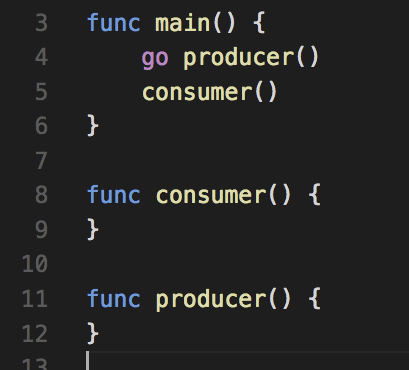 3 func main() {
4     go producer()
5     consumer()
6 }
7
8 func consumer() {
9 }
10
11 func producer() {
12 }
13